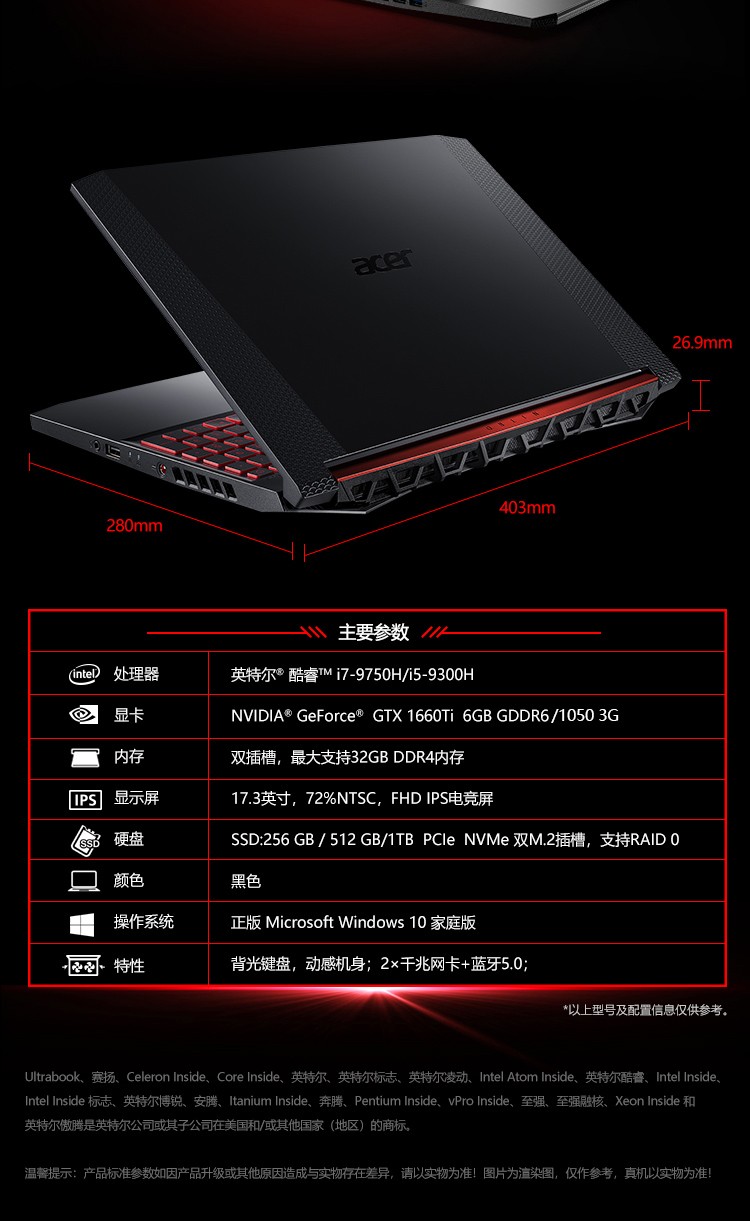 acer
26.9mm
403mm
280mm
主要参数
intel 处理器 英特尔® 酷睿™ i7-9750H/i5-9300H
显卡 NVIDIA® GeForce® GTX 1660Ti 6GB GDDR6/1050 3G
内存 双插槽，最大支持32GB DDR4内存
IPS 显示屏 17.3英寸，72%NTSC，FHD IPS电竞屏
SSD 硬盘 SSD:256 GB / 512 GB/1TB PCIe NVMe 双M.2插槽，支持RAID 0
颜色 黑色
操作系统 正版 Microsoft Windows 10 家庭版
特性 背光键盘，动感机身；2×千兆网卡+蓝牙5.0；
*以上型号及配置信息仅供参考。
Ultrabook、赛扬、Celeron Inside、Core Inside、英特尔、英特尔标志、英特尔凌动、Intel Atom Inside、英特尔酷睿、Intel Inside、
Intel Inside 标志、英特尔博锐、安腾、Itanium Inside、奔腾、Pentium Inside、vPro Inside、至强、至强融核、Xeon Inside 和
英特尔傲腾是英特尔公司或其子公司在美国和/或其他国家（地区）的商标。
温馨提示：产品标准参数如因产品升级或其他原因造成与实物存在差异，请以实物为准！图片为渲染图，仅作参考，真机以实物为准！